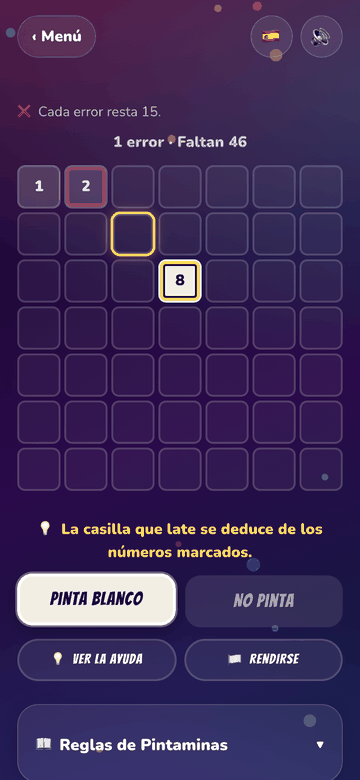 ‹ Menú
Cada error resta 15.
1 error · Faltan 46
1 2
8
La casilla que late se deduce de los
números marcados.
PINTA BLANCO
NO PINTA
VER LA AYUDA
RENDIRSE
Reglas de Pintaminas